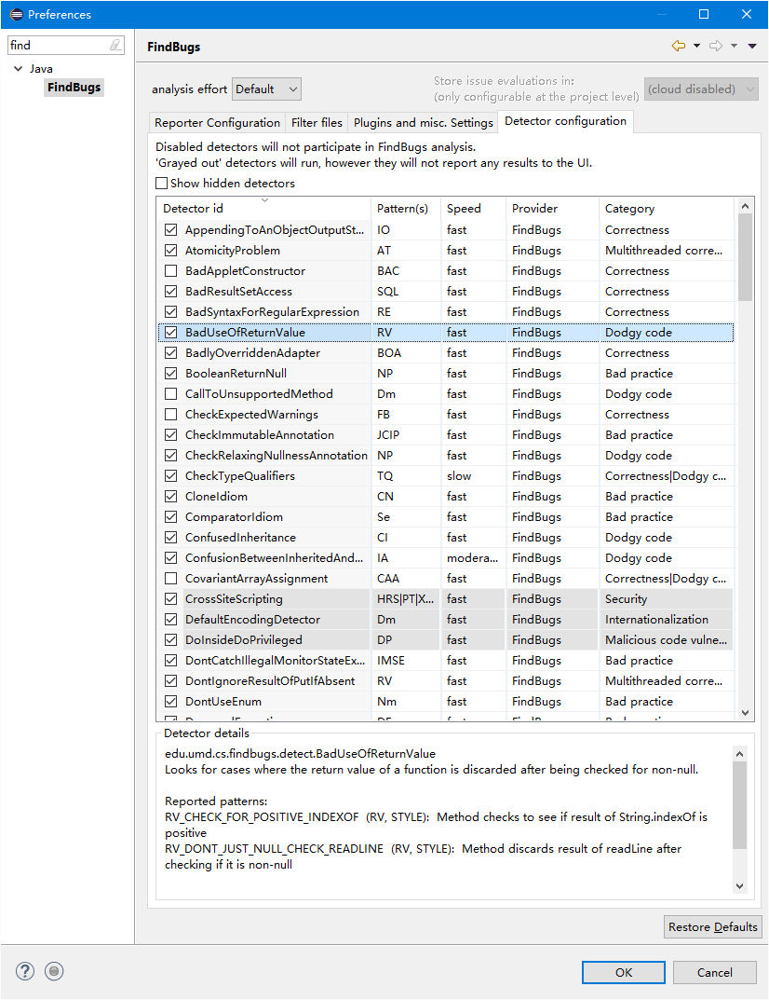 Preferences
find
Java
FindBugs
FindBugs
analysis effort Default
Store issue evaluations in:
(only configurable at the project level) (cloud disabled)
Reporter Configuration Filter files Plugins and misc. Settings Detector configuration
Disabled detectors will not participate in FindBugs analysis.
'Grayed out' detectors will run, however they will not report any results to the UI.
Show hidden detectors
Detector id Pattern(s) Speed Provider Category
AppendingToAnObjectOutputSt... IO fast FindBugs Correctness
AtomicityProblem AT fast FindBugs Multithreaded corre...
BadAppletConstructor BAC fast FindBugs Correctness
BadResultSetAccess SQL fast FindBugs Correctness
BadSyntaxForRegularExpression RE fast FindBugs Correctness
BadUseOfReturnValue RV fast FindBugs Dodgy code
BadlyOverriddenAdapter BOA fast FindBugs Correctness
BooleanReturnNull NP fast FindBugs Bad practice
CallToUnsupportedMethod Dm fast FindBugs Dodgy code
CheckExpectedWarnings FB fast FindBugs Correctness
CheckImmutableAnnotation JCIP fast FindBugs Bad practice
CheckRelaxingNullnessAnnotation NP fast FindBugs Dodgy code
CheckTypeQualifiers TQ slow FindBugs Correctness|Dodgy c...
CloneIdiom CN fast FindBugs Bad practice
ComparatorIdiom Se fast FindBugs Bad practice
ConfusedInheritance CI fast FindBugs Dodgy code
ConfusionBetweenInheritedAnd... IA modera... FindBugs Dodgy code
CovariantArrayAssignment CAA fast FindBugs Correctness|Dodgy c...
CrossSiteScripting HRS|PT|X... fast FindBugs Security
DefaultEncodingDetector Dm fast FindBugs Internationalization
DoInsideDoPrivileged DP fast FindBugs Malicious code vulne...
DontCatchIllegalMonitorStateEx... IMSE fast FindBugs Bad practice
DontIgnoreResultOfPutIfAbsent RV fast FindBugs Multithreaded corre...
DontUseEnum Nm fast FindBugs Bad practice
Detector details
edu.umd.cs.findbugs.detect.BadUseOfReturnValue
Looks for cases where the return value of a function is discarded after being checked for non-null.
Reported patterns:
RV_CHECK_FOR_POSITIVE_INDEXOF (RV, STYLE): Method checks to see if result of String.indexOf is
positive
RV_DONT_JUST_NULL_CHECK_READLINE (RV, STYLE): Method discards result of readLine after
checking if it is non-null
Restore Defaults
OK Cancel